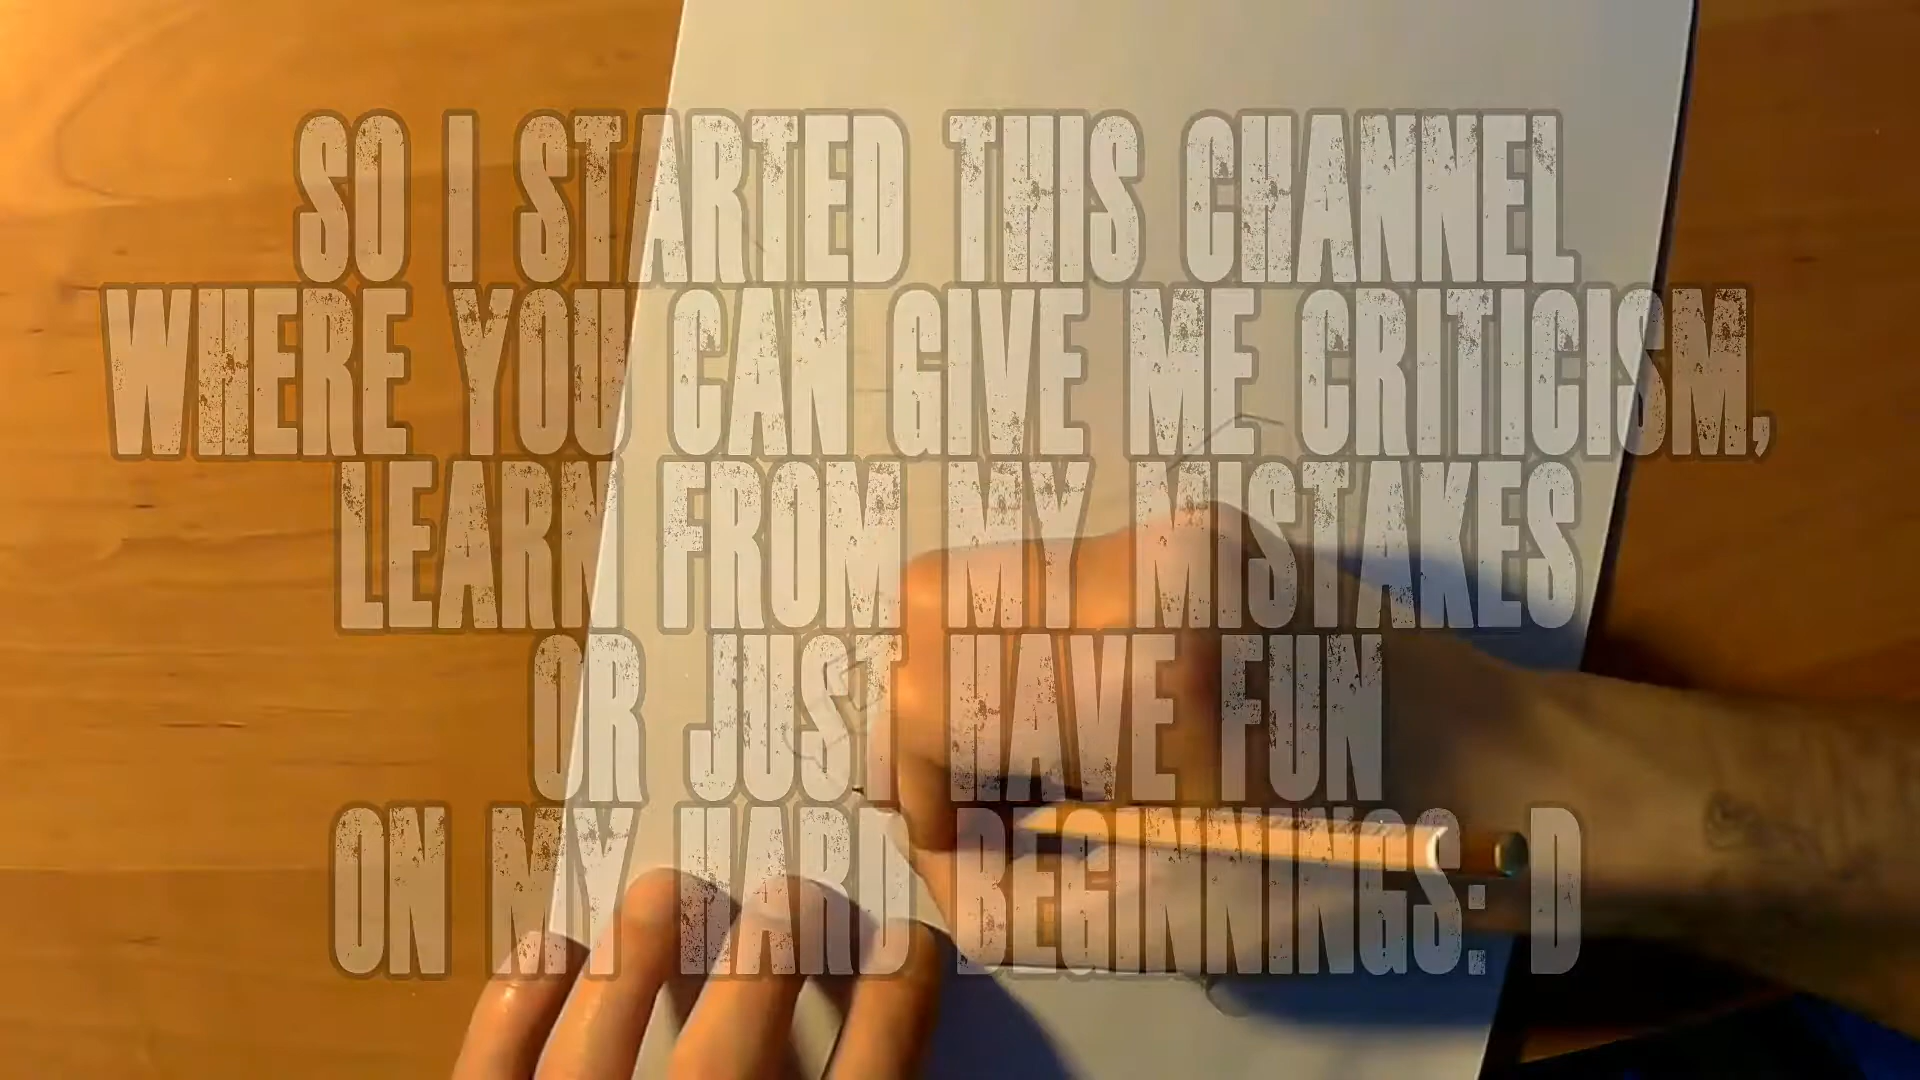 SO I STARTED THIS CHANNEL
WHERE YOU CAN GIVE ME CRITICISM,
LEARN FROM MY MISTAKES
OR JUST HAVE FUN
ON MY HARD BEGINNINGS: D